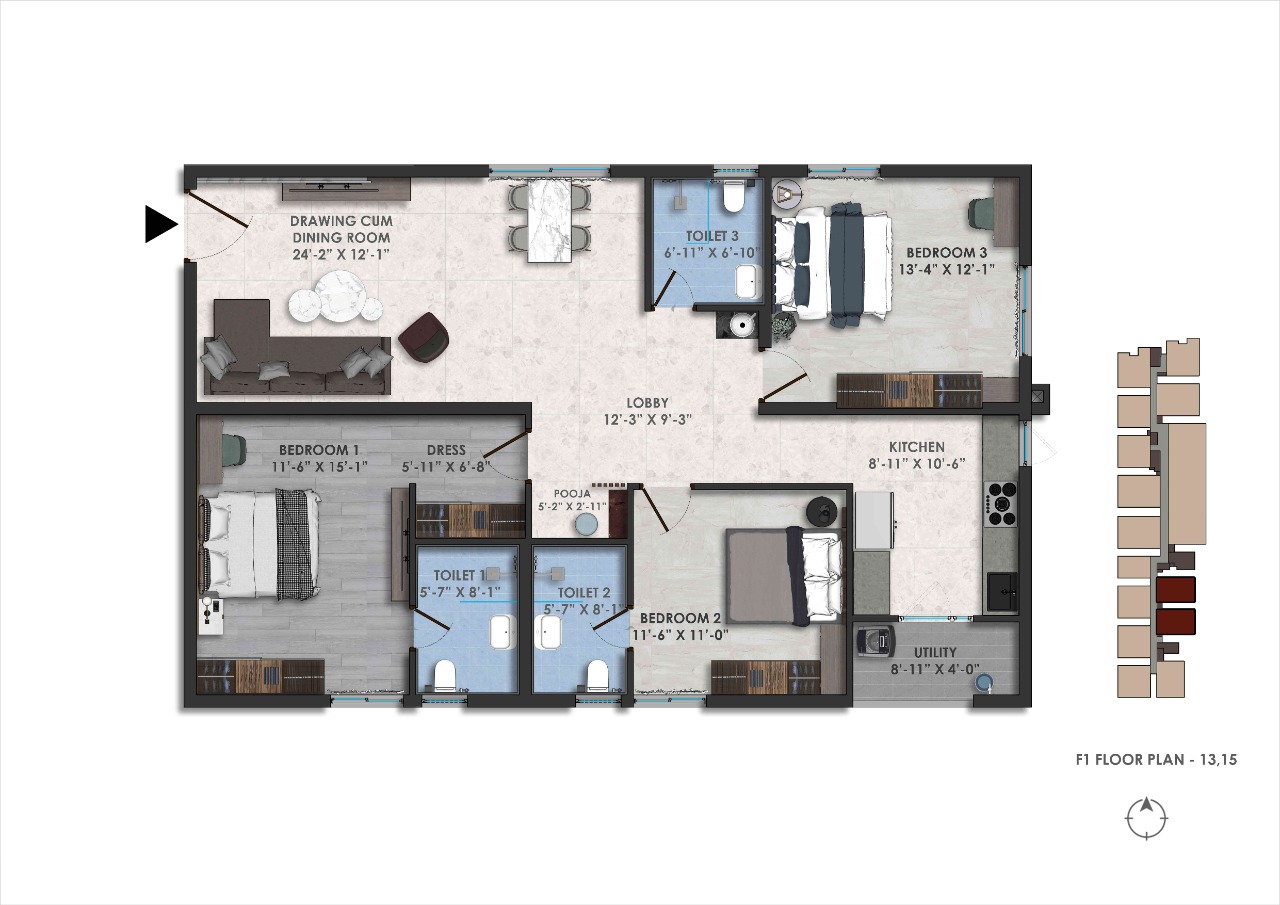 DRAWING CUM
DINING ROOM
24'-2" X 12'-1"
TOILET 3
6'-11" X 6'-10"
BEDROOM 3
13'-4" X 12'-1"
LOBBY
12'-3" X 9'-3"
BEDROOM 1
11'-6" X 15'-1"
DRESS
5'-11" X 6'-8"
KITCHEN
8'-11" X 10'-6"
POOJA
5'-2" X 2'-11"
TOILET 1
5'-7" X 8'-1"
TOILET 2
5'-7" X 8'-1"
BEDROOM 2
11'-6" X 11'-0"
UTILITY
8'-11" X 4'-0"
F1 FLOOR PLAN - 13,15